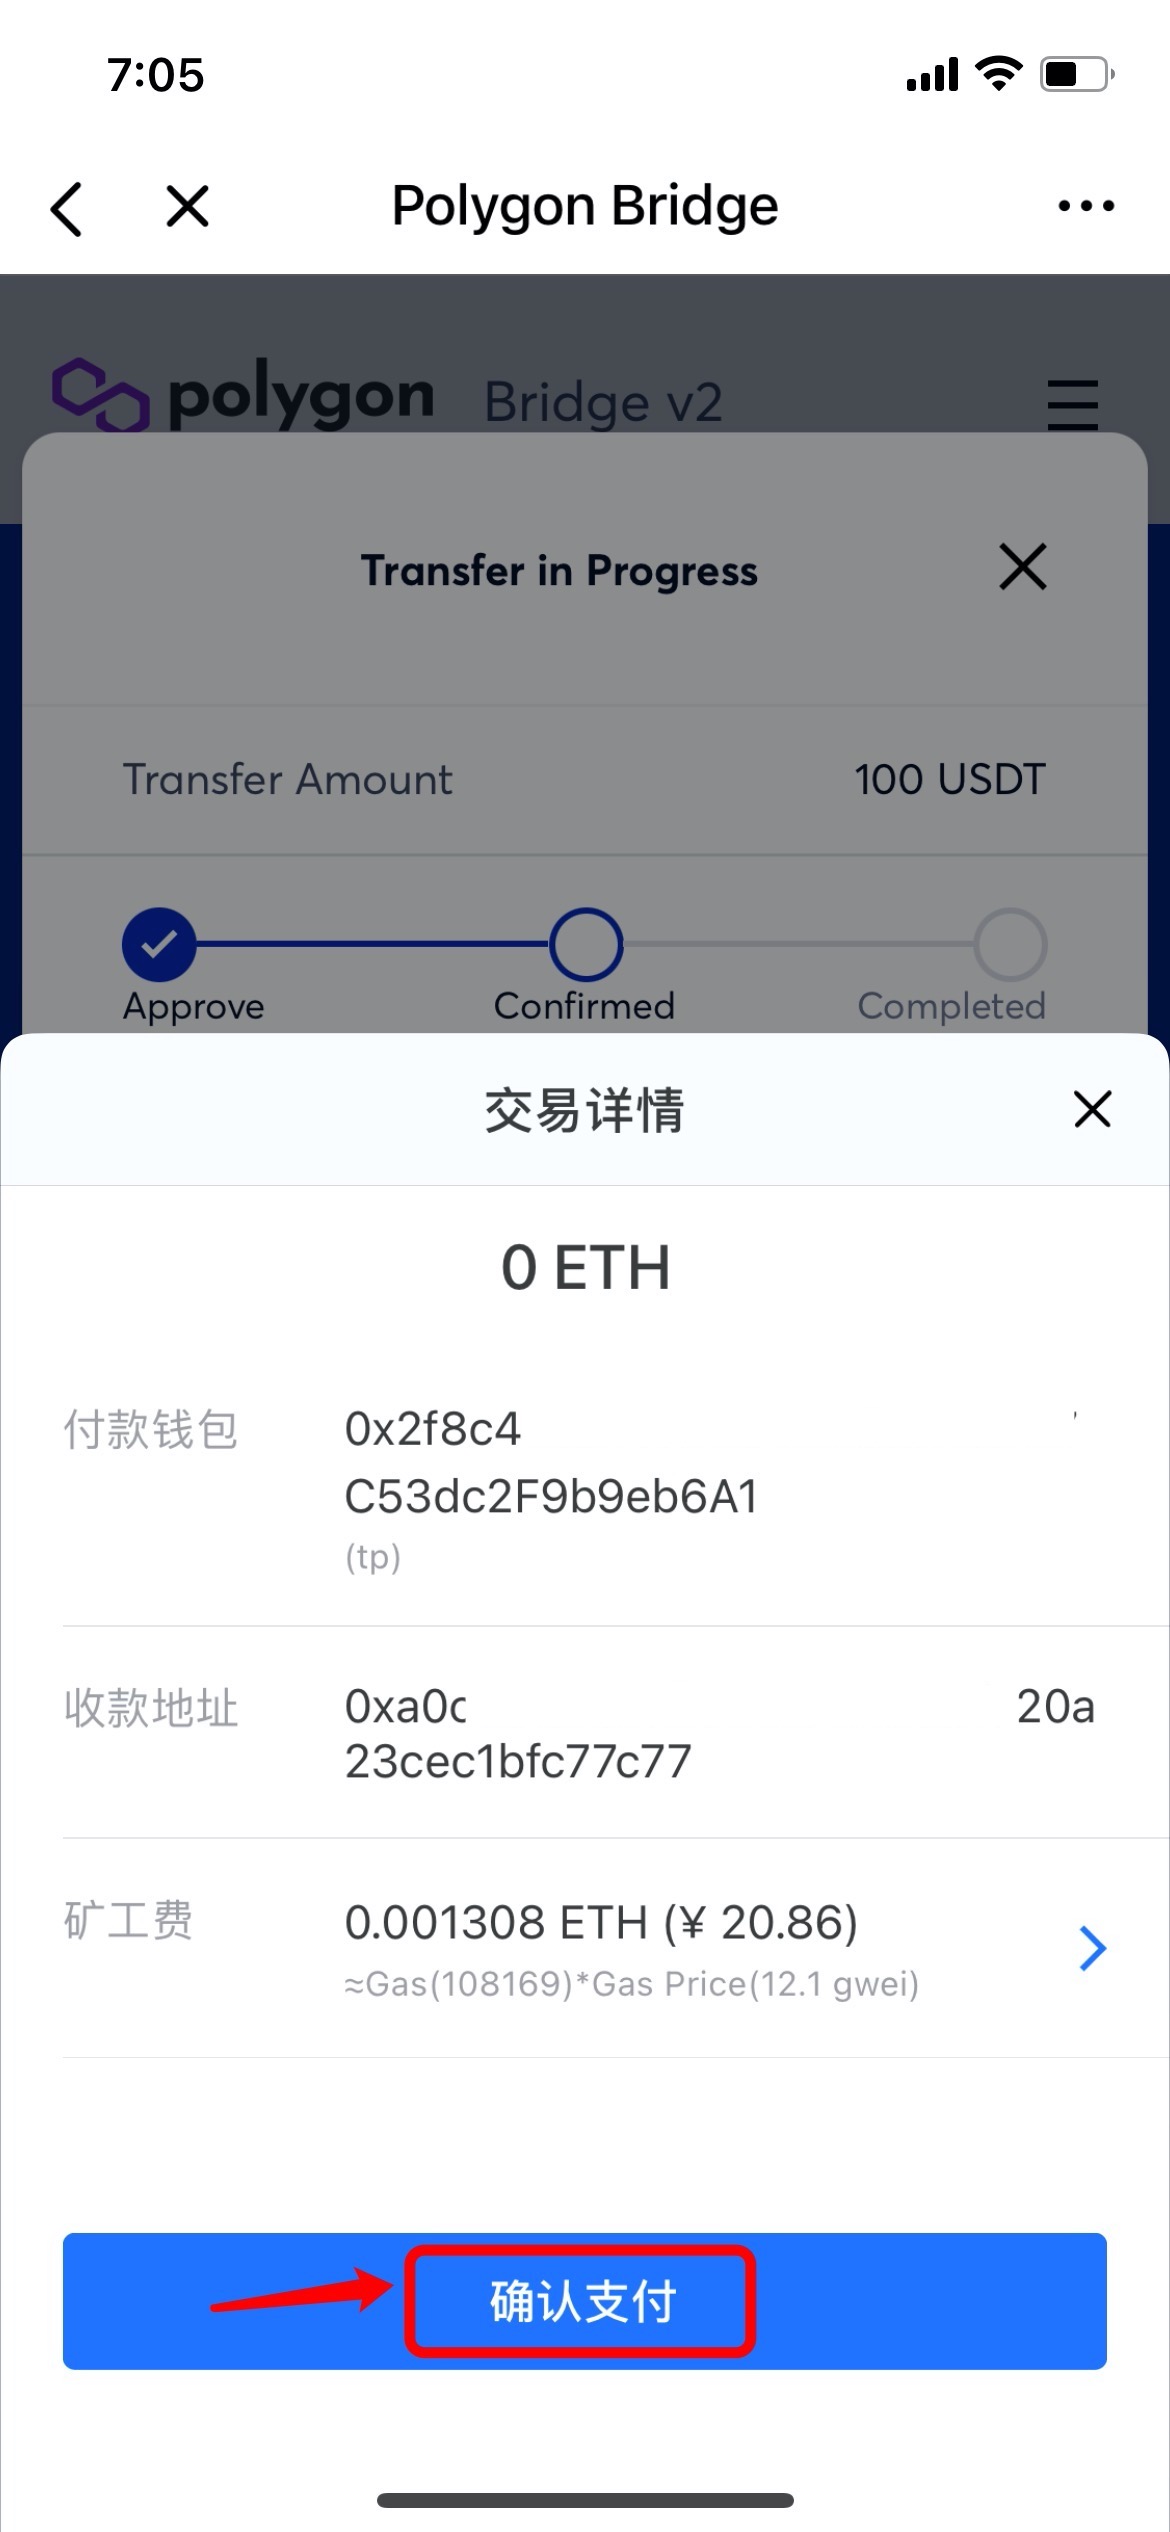 7:05
Polygon Bridge
polygon Bridge v2
Transfer in Progress
Transfer Amount 100 USDT
Approve Confirmed Completed
交易详情
0 ETH
付款钱包 0x2f8c4
C53dc2F9b9eb6A1
(tp)
收款地址 0xa0c 20a
23cec1bfc77c77
矿工费 0.001308 ETH (¥ 20.86)
≈Gas(108169)*Gas Price(12.1 gwei)
确认支付